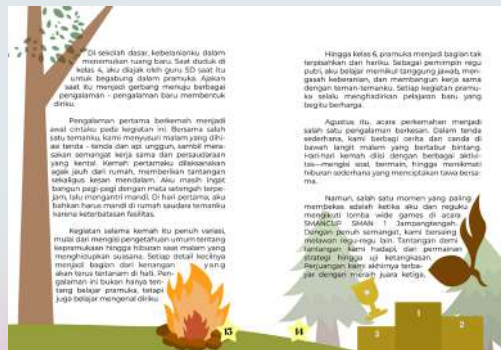 Di sekolah dasar, keberanianku dalam
menemukan ruang baru. Saat duduk di
kelas 4, aku diajak oleh guru SD saat itu
untuk bergabung dalam pramuka. Ajakan
saat itu menjadi gerbang menuju berbagai
pengalaman - pengalaman baru membentuk
diriku.
Pengalaman pertama berkemah menjadi
awal cintaku pada kegiatan ini. Bersama salah
satu temanku, kami menyusuri malam yang dihi-
asi tenda - tenda dan api unggun, sambil mera-
sakan semangat kerja sama dan persaudaraan
yang kental. Kemah pertamaku dilaksanakan
agak jauh dari rumah, memberikan tantangan
sekaligus kesan mendalam. Aku masih ingat
bangun pagi-pagi dengan mata setengah terpe-
jam, lalu mengantri mandi. Di hari pertama, aku
bahkan harus mandi di rumah saudara temanku
karena keterbatasan fasilitas.
Kegiatan selama kemah itu penuh variasi,
mulai dari mengisi pengetahuan umum tentang
kepramukaan hingga hiburan saat malam yang
menghidupkan suasana. Setiap detail kecilnya
menjadi bagian dari kenangan yang
akan terus tertanam di hati. Pen-
galaman ini bukan hanya ten-
tang belajar pramuka, tetapi
juga belajar mengenal diriku.
13
Hingga kelas 6, pramuka menjadi bagian tak
terpisahkan dari hariku. Sebagai pemimpin regu
putri, aku belajar memikul tanggung jawab, men-
gasah keberanian, dan membangun kerja sama
dengan teman-temanku. Setiap kegiatan pramu-
ka selalu menghadirkan pelajaran baru yang
begitu berharga.
Agustus itu, acara perkemahan menjadi
salah satu pengalaman berkesan. Dalam tenda
sederhana, kami berbagi cerita dan canda di
bawah langit malam yang bertabur bintang.
Hari-hari kemah diisi dengan berbagai aktivi-
tas—mengisi soal, bermain, hingga menikmati
hiburan sederhana yang menciptakan tawa bersa-
ma.
Namun, salah satu momen yang paling
membekas adalah ketika aku dan reguku
mengikuti lomba wide games di acara
SMANCUP SMAN 1 Jampangtengah.
Dengan penuh semangat, kami bersaing
melawan regu-regu lain. Tantangan demi
tantangan kami hadapi, dari permainan
strategi hingga uji ketangkasan.
Perjuangan kami akhirnya terba-
yar dengan meraih juara ketiga,
14
1
2
3